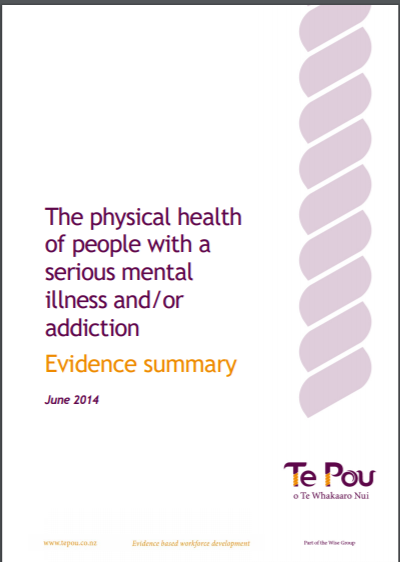 The physical health
of people with a
serious mental
illness and/or
addiction
Evidence summary
June 2014
Te Pou
o Te Whakaaro Nui
www.tepou.co.nz
Evidence based workforce development
Part of the Wise Group